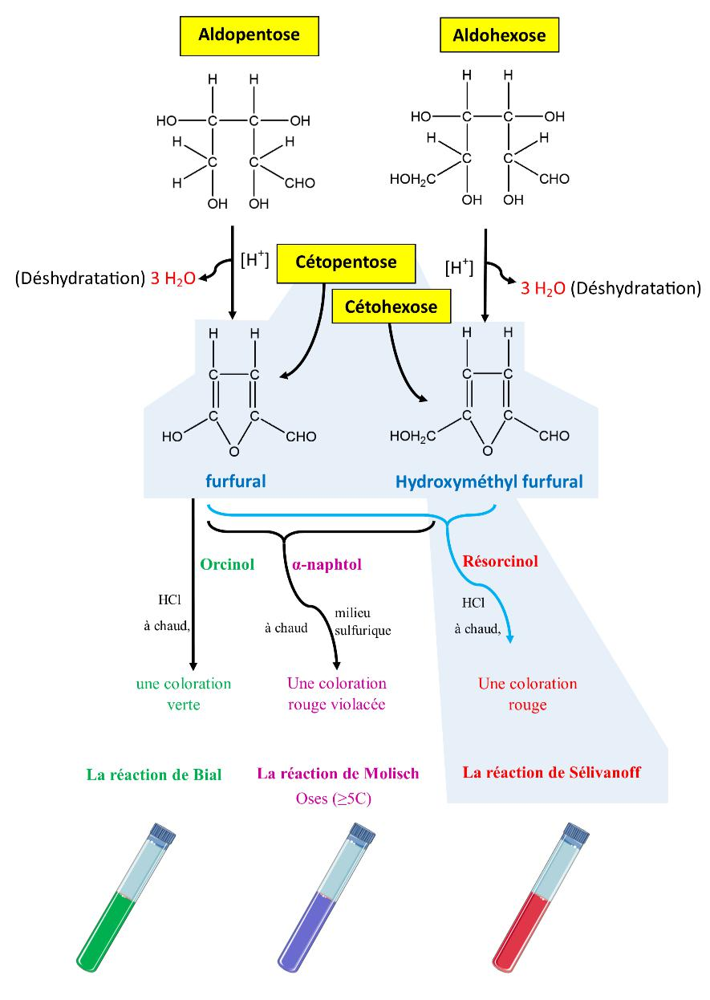 Aldopentose
Aldohexose
H H
HO C C OH
H H
C C
H CHO
OH OH
H H
HO C C OH
H H
C C
HOH₂C CHO
OH OH
[H⁺]
(Déshydratation) 3 H₂O
Cétopentose
Cétohexose
[H⁺]
3 H₂O (Déshydratation)
H H
C C
C C
HO CHO
O
furfural
H H
C C
C C
HOH₂C CHO
O
Hydroxyméthyl furfural
Orcinol
α-naphtol
Résorcinol
HCl
à chaud,
à chaud
milieu
sulfurique
HCl
à chaud,
une coloration
verte
Une coloration
rouge violacée
Une coloration
rouge
La réaction de Bial
La réaction de Molisch
Oses (≥5C)
La réaction de Sélivanoff